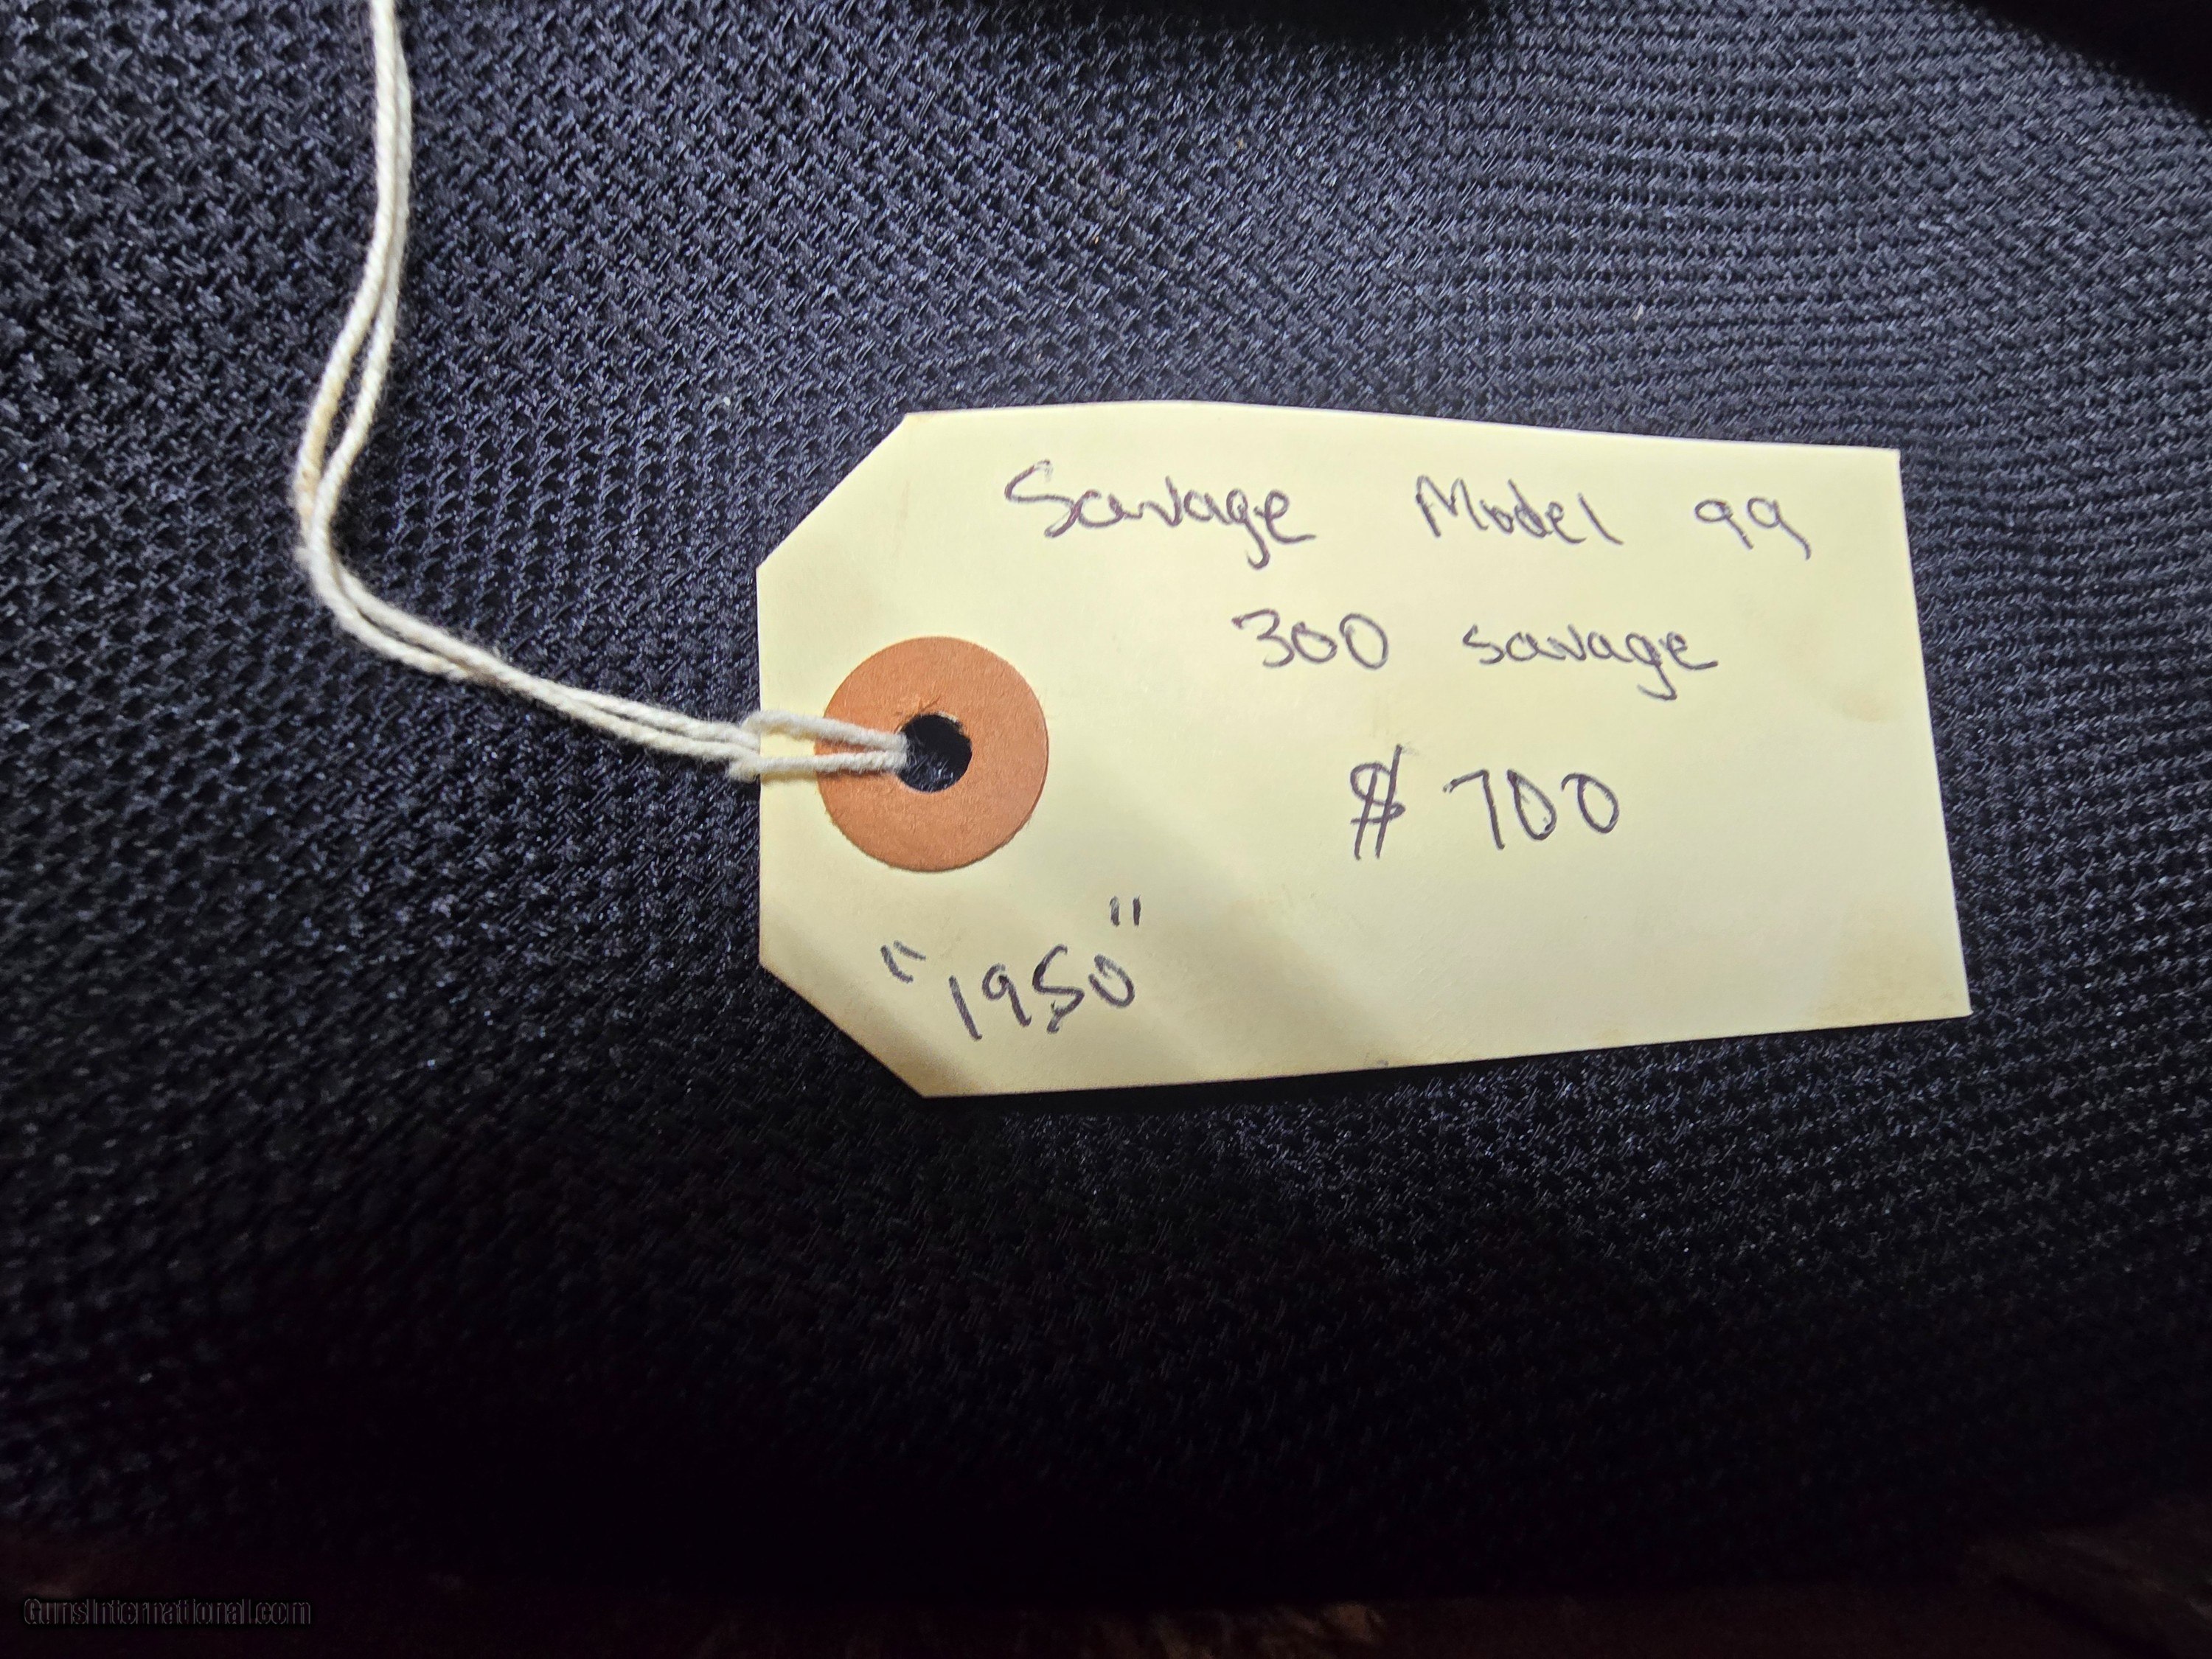 Savage Model 99
300 savage
$ 700
"1950"
GunsInternational.com